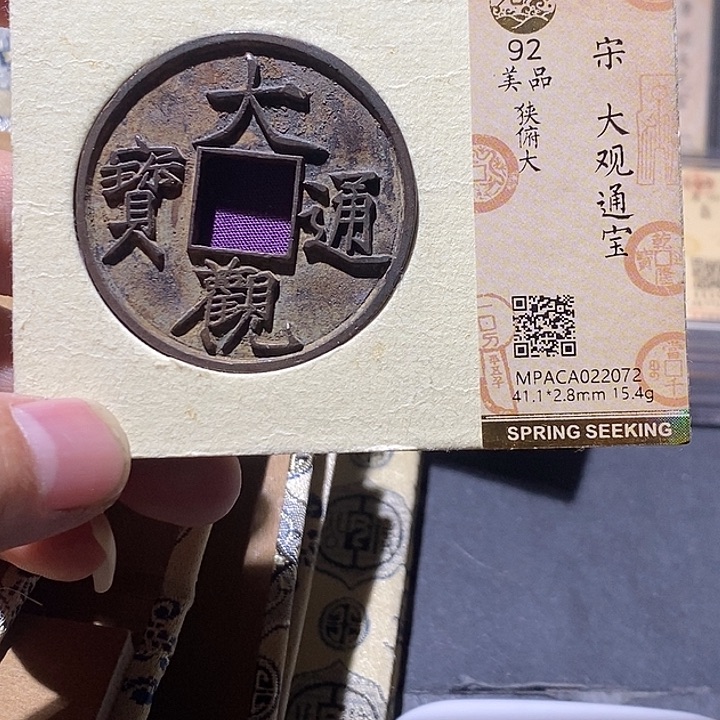 大
觀
通
寶
宋 大观通宝
92
美品
狭俯大
MPACA022072
41.1*2.8mm 15.4g
SPRING SEEKING